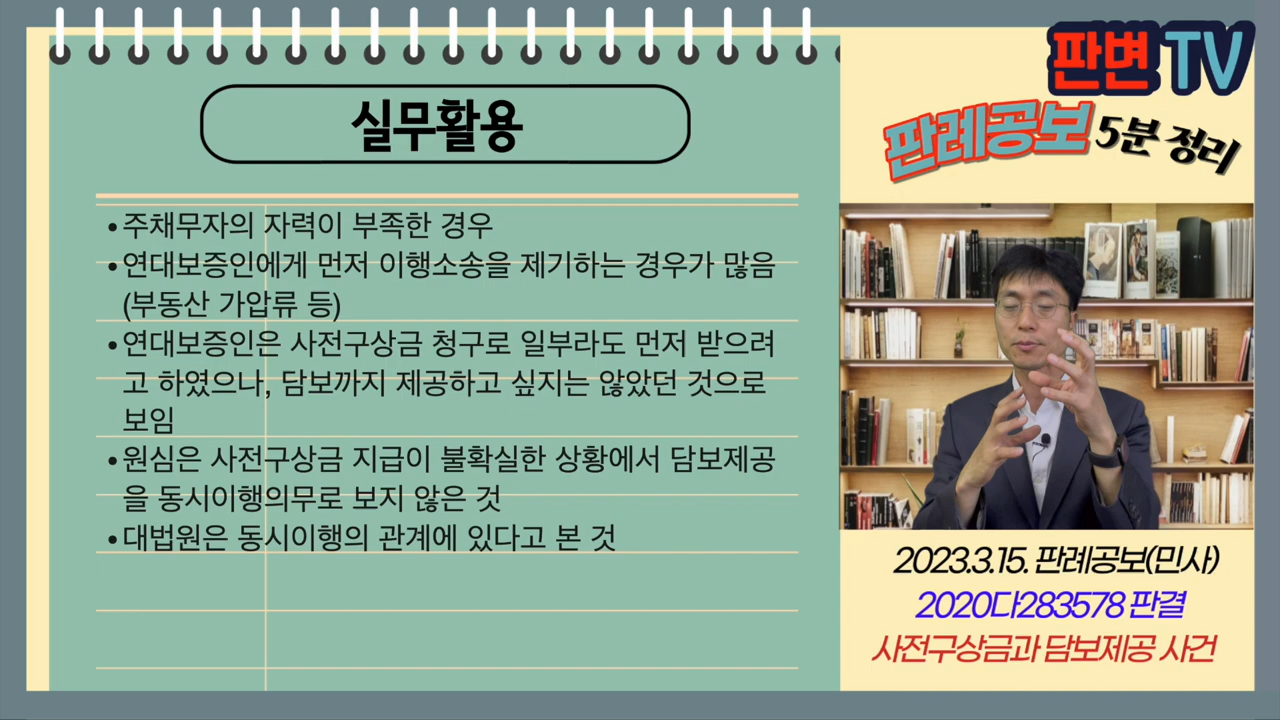 판변 TV
판례공보 5분 정리
실무활용
•주채무자의 자력이 부족한 경우
•연대보증인에게 먼저 이행소송을 제기하는 경우가 많음
(부동산 가압류 등)
•연대보증인은 사전구상금 청구로 일부라도 먼저 받으려
고 하였으나, 담보까지 제공하고 싶지는 않았던 것으로
보임
•원심은 사전구상금 지급이 불확실한 상황에서 담보제공
을 동시이행의무로 보지 않은 것
•대법원은 동시이행의 관계에 있다고 본 것
2023.3.15. 판례공보(민사)
2020다283578 판결
사전구상금과 담보제공 사건